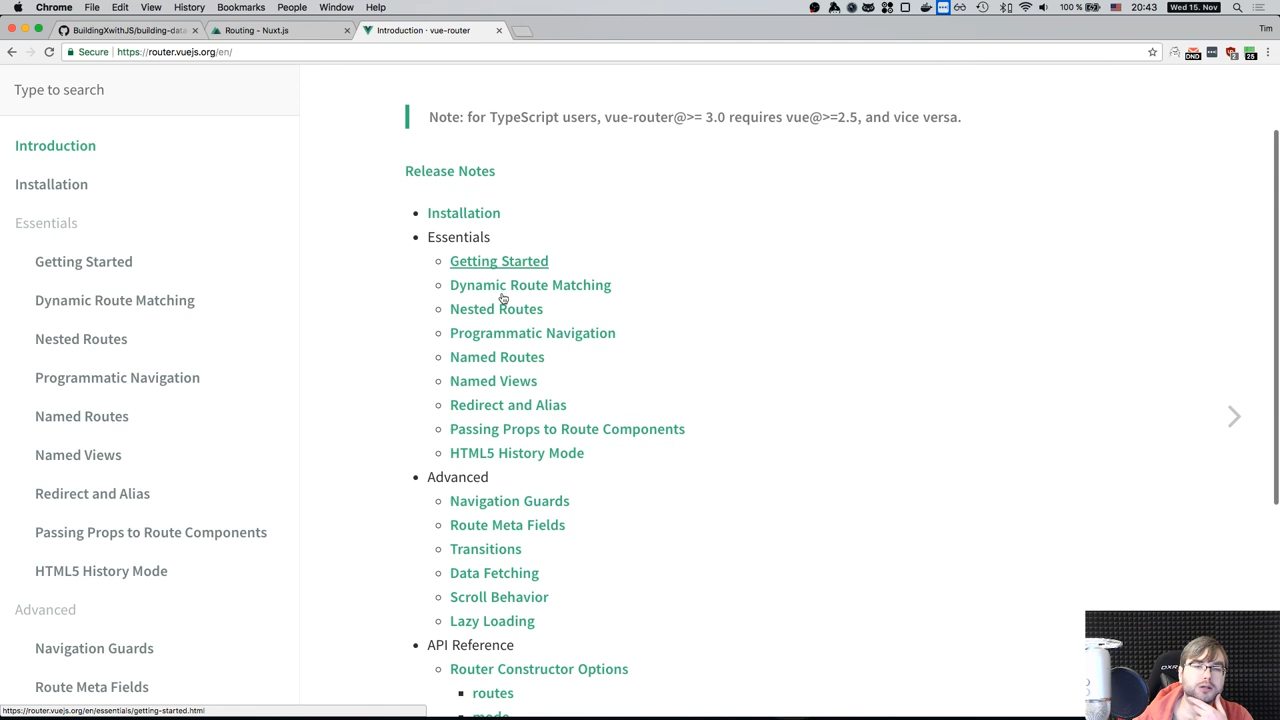 Chrome File Edit View History Bookmarks People Window Help 100 % 20:43 Wed 15. Nov
BuildingXwithJS/building-data Routing - Nuxt.js Introduction · vue-router Tim
Secure https://router.vuejs.org/en/
Type to search
Introduction
Installation
Essentials
Getting Started
Dynamic Route Matching
Nested Routes
Programmatic Navigation
Named Routes
Named Views
Redirect and Alias
Passing Props to Route Components
HTML5 History Mode
Advanced
Navigation Guards
Route Meta Fields
Note: for TypeScript users, vue-router@>= 3.0 requires vue@>=2.5, and vice versa.
Release Notes
Installation
Essentials
Getting Started
Dynamic Route Matching
Nested Routes
Programmatic Navigation
Named Routes
Named Views
Redirect and Alias
Passing Props to Route Components
HTML5 History Mode
Advanced
Navigation Guards
Route Meta Fields
Transitions
Data Fetching
Scroll Behavior
Lazy Loading
API Reference
Router Constructor Options
routes
mode
https://router.vuejs.org/en/essentials/getting-started.html